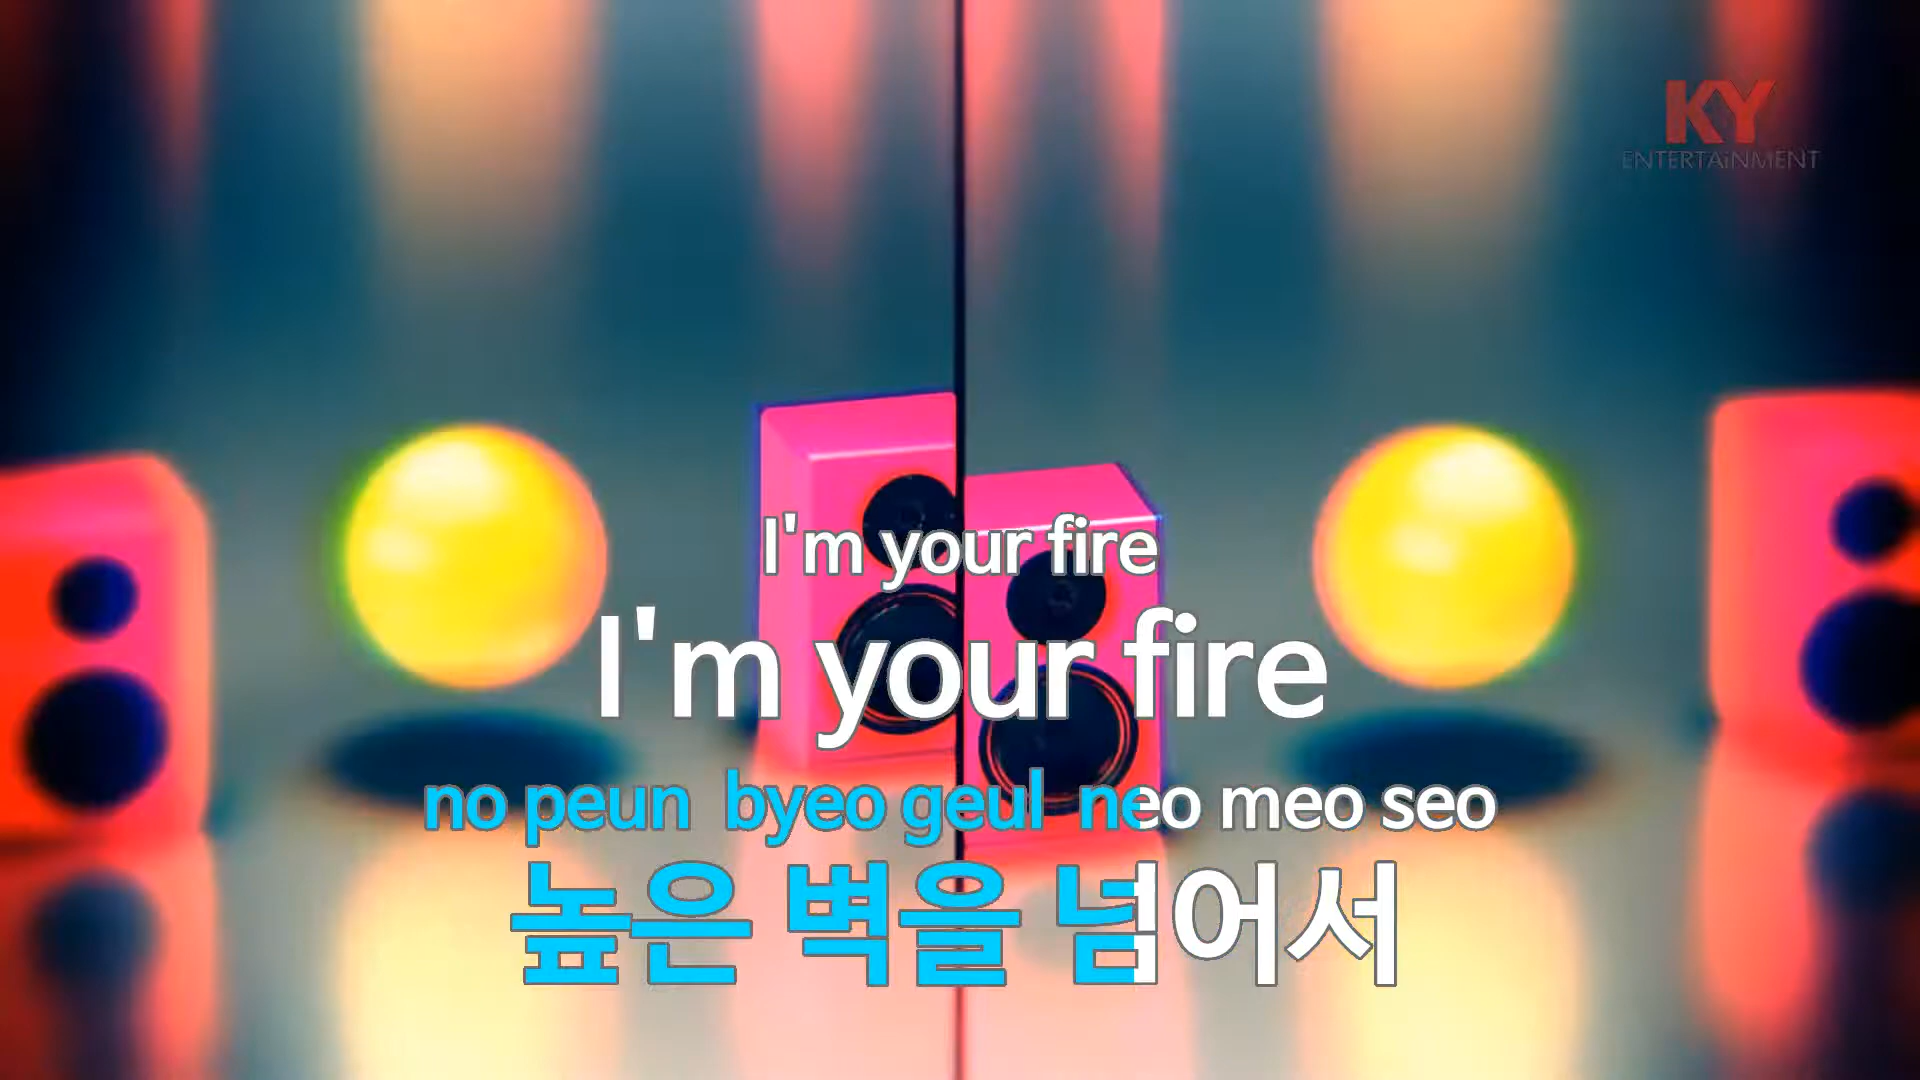 KY
ENTERTAiNMENT
I'm your fire
I'm your fire
no peun byeo geul neo meo seo
높은 벽을 넘어서